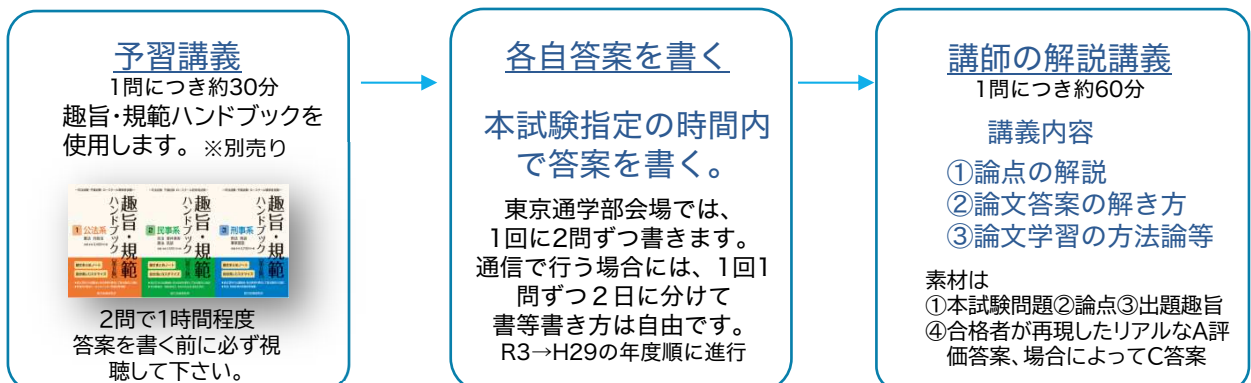 予習講義
1問につき約30分
趣旨・規範ハンドブックを
使用します。 ※別売り
趣旨・規範
ハンドブック
1 公法系
趣旨・規範
ハンドブック
2 民事系
趣旨・規範
ハンドブック
3 刑事系
2問で1時間程度
答案を書く前に必ず視
聴して下さい。
各自答案を書く
本試験指定の時間内
で答案を書く。
東京通学部会場では、
1回に2問ずつ書きます。
通信で行う場合には、1回1
問ずつ２日に分けて
書等書き方は自由です。
R3→H29の年度順に進行
講師の解説講義
1問につき約60分
講義内容
①論点の解説
②論文答案の解き方
③論文学習の方法論等
素材は
①本試験問題②論点③出題趣旨
④合格者が再現したリアルなA評
価答案、場合によってC答案